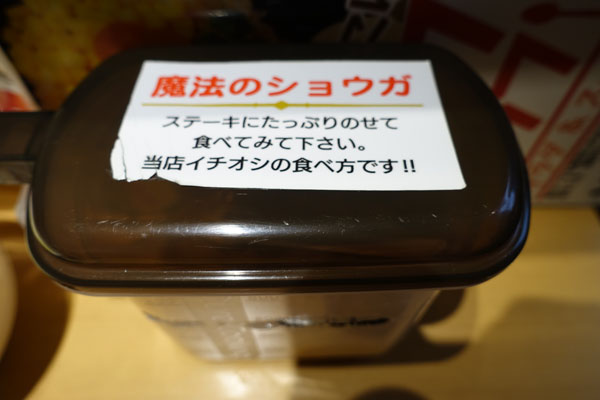 魔法のショウガ
ステーキにたっぷりのせて
食べてみて下さい。
当店イチオシの食べ方です!!